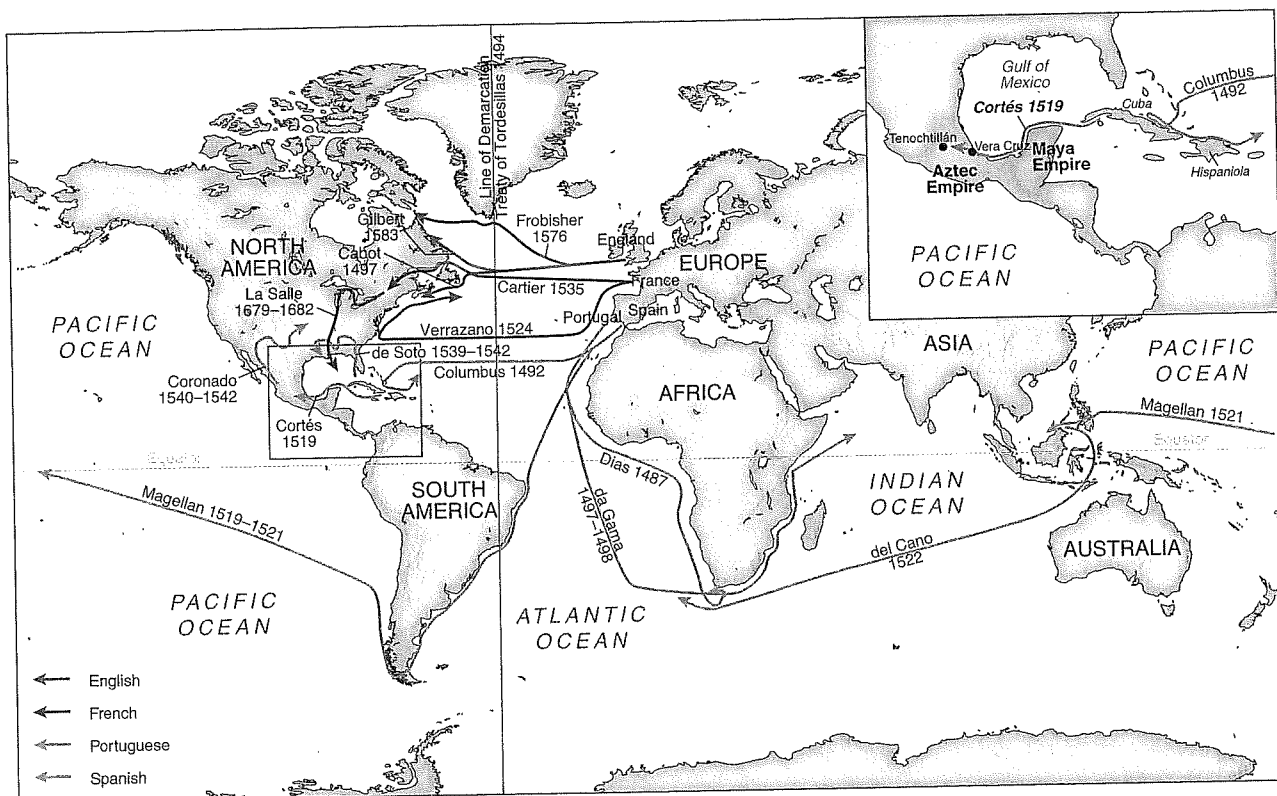 Line of Demarcation
Treaty of Tordesillas 1494
Gulf of
Mexico
Cortés 1519
Cuba
Columbus
1492
Tenochtillán
Vera Cruz
Maya
Empire
Aztec
Empire
Hispaniola
PACIFIC
OCEAN
Gilbert
1583
Frobisher
1576
England
NORTH
AMERICA
Cabot
1497
EUROPE
La Salle
1679–1682
Cartier 1535
France
Portugal
Spain
PACIFIC
OCEAN
Verrazano 1524
de Soto 1539–1542
Columbus 1492
ASIA
PACIFIC
OCEAN
Coronado
1540–1542
AFRICA
Cortés
1519
Magellan 1521
Equator
Equator
Magellan 1519–1521
SOUTH
AMERICA
Dias 1487
da Gama
1497–1498
INDIAN
OCEAN
del Cano
1522
AUSTRALIA
PACIFIC
OCEAN
ATLANTIC
OCEAN
English
French
Portuguese
Spanish